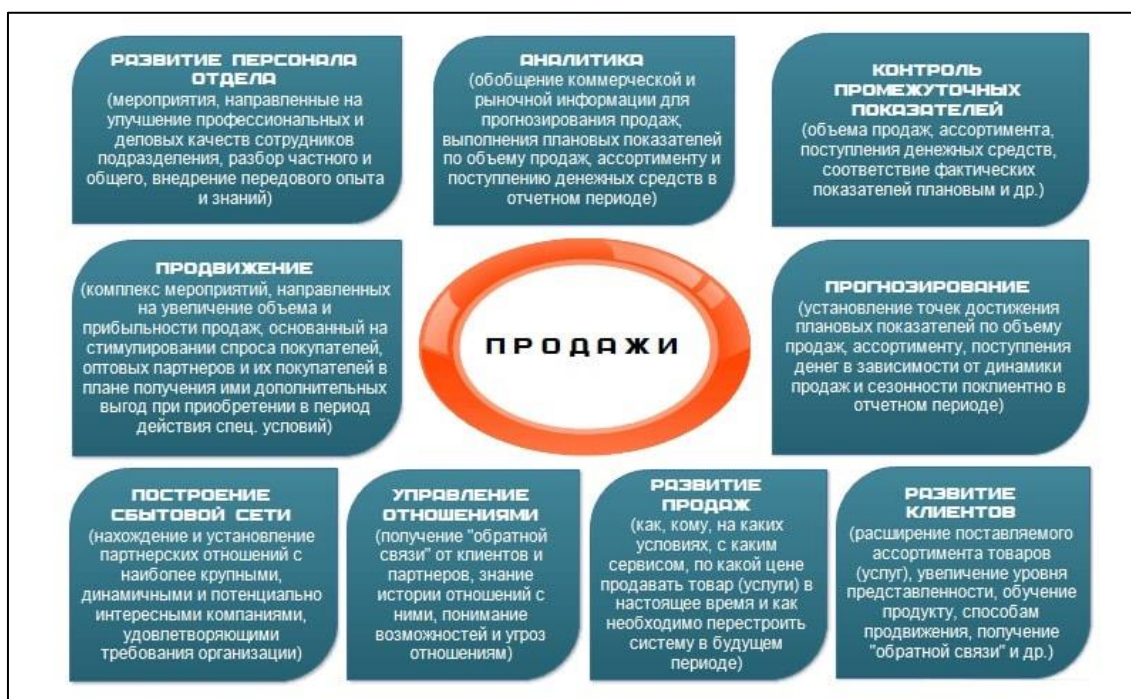 РАЗВИТИЕ ПЕРСОНАЛА
ОТДЕЛА
(мероприятия, направленные на
улучшение профессиональных и
деловых качеств сотрудников
подразделения, разбор частного и
общего, внедрение передового опыта
и знаний)
АНАЛИТИКА
(обобщение коммерческой и
рыночной информации для
прогнозирования продаж,
выполнения плановых показателей
по объему продаж, ассортименту и
поступлению денежных средств в
отчетном периоде)
КОНТРОЛЬ
ПРОМЕЖУТОЧНЫХ
ПОКАЗАТЕЛЕЙ
(объема продаж, ассортимента,
поступления денежных средств,
соответствие фактических
показателей плановым и др.)
ПРОДВИЖЕНИЕ
(комплекс мероприятий, направленных
на увеличение объема и
прибыльности продаж, основанный на
стимулировании спроса покупателей,
оптовых партнеров и их покупателей в
плане получения ими дополнительных
выгод при приобретении в период
действия спец. условий)
ПРОДАЖИ
ПРОГНОЗИРОВАНИЕ
(установление точек достижения
плановых показателей по объему
продаж, ассортименту, поступления
денег в зависимости от динамики
продаж и сезонности поклиентно в
отчетном периоде)
ПОСТРОЕНИЕ
СБЫТОВОЙ СЕТИ
(нахождение и установление
партнерских отношений с
наиболее крупными,
динамичными и потенциально
интересными компаниями,
удовлетворяющими
требования организации)
УПРАВЛЕНИЕ
ОТНОШЕНИЯМИ
(получение "обратной
связи" от клиентов и
партнеров, знание
истории отношений с
ними, понимание
возможностей и угроз
отношениям)
РАЗВИТИЕ
ПРОДАЖ
(как, кому, на каких
условиях, с каким
сервисом, по какой цене
продавать товар (услуги) в
настоящее время и как
необходимо перестроить
систему в будущем
периоде)
РАЗВИТИЕ
КЛИЕНТОВ
(расширение поставляемого
ассортимента товаров
(услуг), увеличение уровня
представленности, обучение
продукту, способам
продвижения, получение
"обратной связи" и др.)